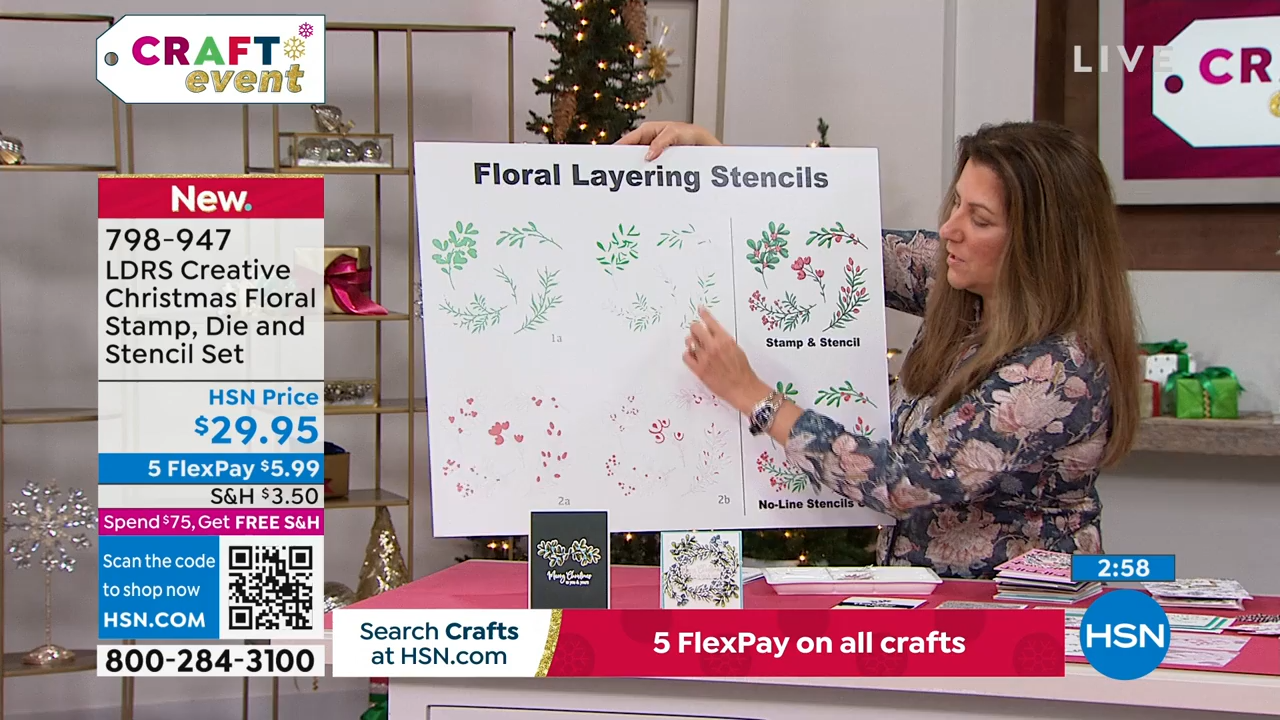 CRAFT
event
LIVE
CR
New.
798-947
LDRS Creative
Christmas Floral
Stamp, Die and
Stencil Set
HSN Price
$29.95
5 FlexPay $5.99
S&H $3.50
Spend $75, Get FREE S&H
Scan the code
to shop now
HSN.COM
800-284-3100
Floral Layering Stencils
1a
Stamp & Stencil
2a
2b
No-Line Stencils
Merry Christmas
2:58
Search Crafts
at HSN.com
5 FlexPay on all crafts
HSN